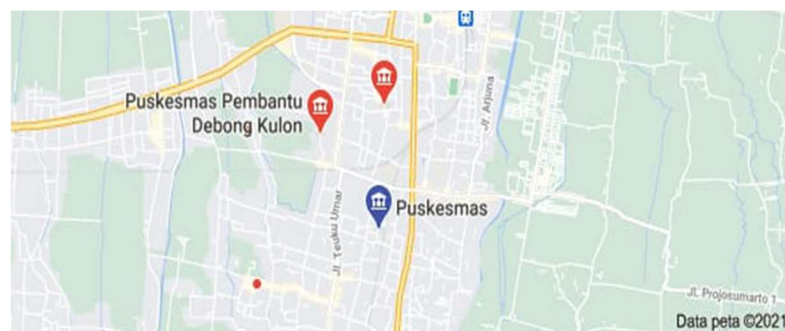 Puskesmas Pembantu
Debong Kulon
Jl. Arjuna
Puskesmas
Jl. Teuku Umar
JL. Projosumarto 1
Data peta ©2021